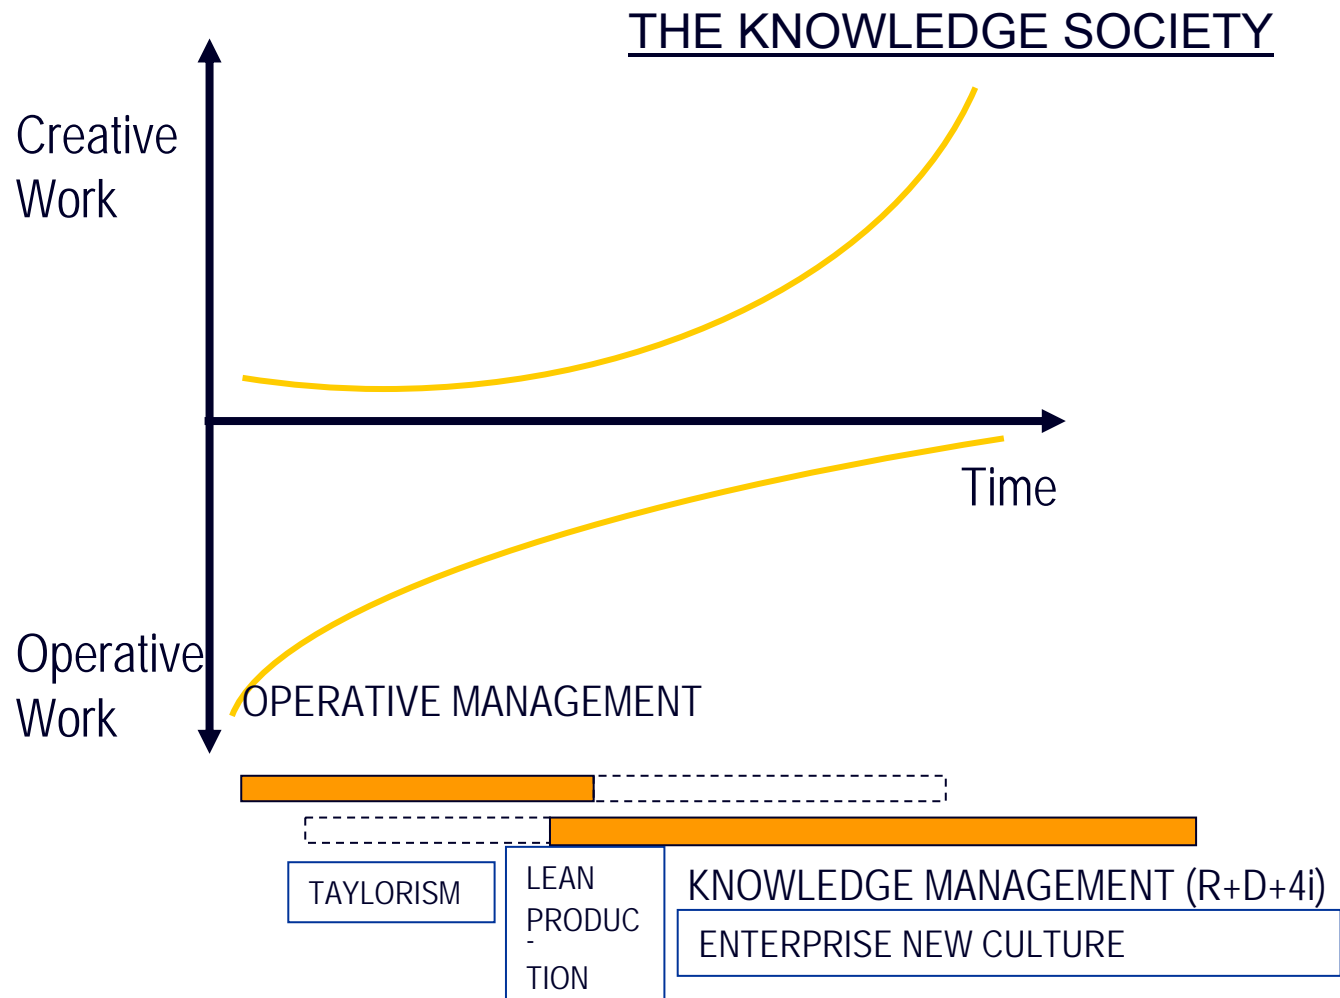 THE KNOWLEDGE SOCIETY
Creative
Work
Time
Operative
Work
OPERATIVE MANAGEMENT
TAYLORISM
LEAN
PRODUC
-
TION
KNOWLEDGE MANAGEMENT (R+D+4i)
ENTERPRISE NEW CULTURE